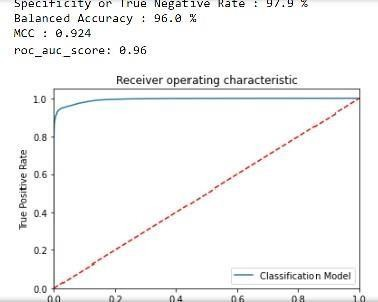 Specificity or True Negative Rate : 97.9 %
Balanced Accuracy : 96.0 %
MCC : 0.924
roc_auc_score: 0.96
Receiver operating characteristic
1.0
0.8
0.6
0.4
0.2
0.0
True Positive Rate
Classification Model
0.0 0.2 0.4 0.6 0.8 1.0